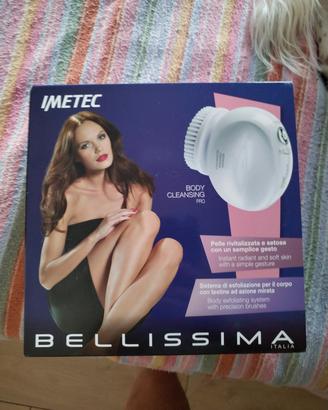 IMETEC
BODY
CLEANSING
PRO
Pelle rivitalizzata e setosa
con un semplice gesto
Instant radiant and soft skin
with a simple gesture
Sistema di esfoliazione per il corpo
con testine ad azione mirata
Body exfoliating system
with precision brushes
BELLISSIMA
ITALIA